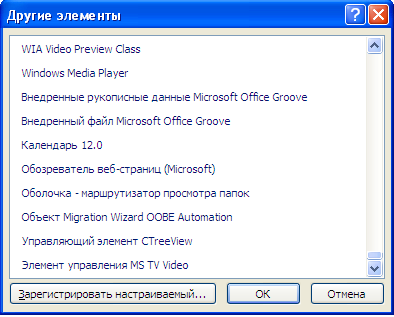 Другие элементы
WIA Video Preview Class
Windows Media Player
Внедренные рукописные данные Microsoft Office Groove
Внедренный файл Microsoft Office Groove
Календарь 12.0
Обозреватель веб-страниц (Microsoft)
Оболочка - маршрутизатор просмотра папок
Объект Migration Wizard OOBE Automation
Управляющий элемент CTreeView
Элемент управления MS TV Video
Зарегистрировать настраиваемый... OK Отмена